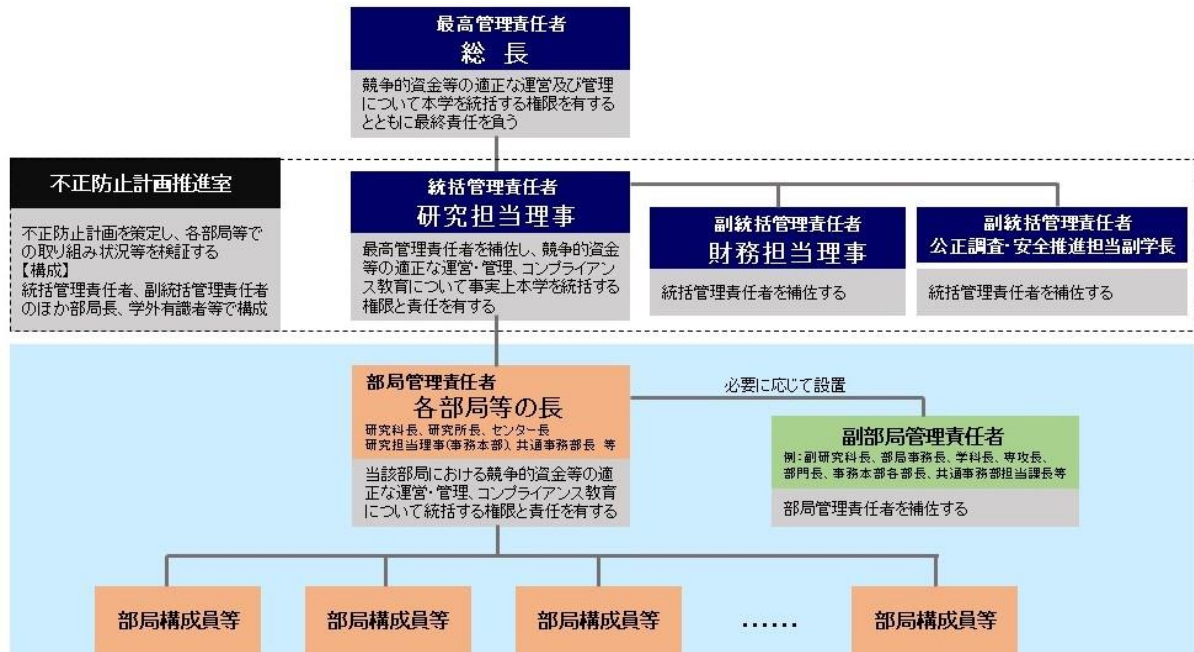 最高管理責任者
総 長
競争的資金等の適正な運営及び管理
について本学を統括する権限を有する
とともに最終責任を負う
不正防止計画推進室
不正防止計画を策定し、各部局等で
の取り組み状況等を検証する
【構成】
統括管理責任者、副統括管理責任者
のほか部局長、学外有識者等で構成
統括管理責任者
研究担当理事
最高管理責任者を補佐し、競争的資金
等の適正な運営・管理、コンプライアン
ス教育について事実上本学を統括する
権限と責任を有する
副統括管理責任者
財務担当理事
統括管理責任者を補佐する
副統括管理責任者
公正調査・安全推進担当副学長
統括管理責任者を補佐する
部局管理責任者
各部局等の長
研究科長、研究所長、センター長
研究担当理事(事務本部)、共通事務部長 等
当該部局における競争的資金等の適
正な運営・管理、コンプライアンス教育
について統括する権限と責任を有する
必要に応じて設置
副部局管理責任者
例：副研究科長、部局事務長、学科長、専攻長、
部門長、事務本部各部長、共通事務部担当課長等
部局管理責任者を補佐する
部局構成員等
部局構成員等
部局構成員等
……
部局構成員等